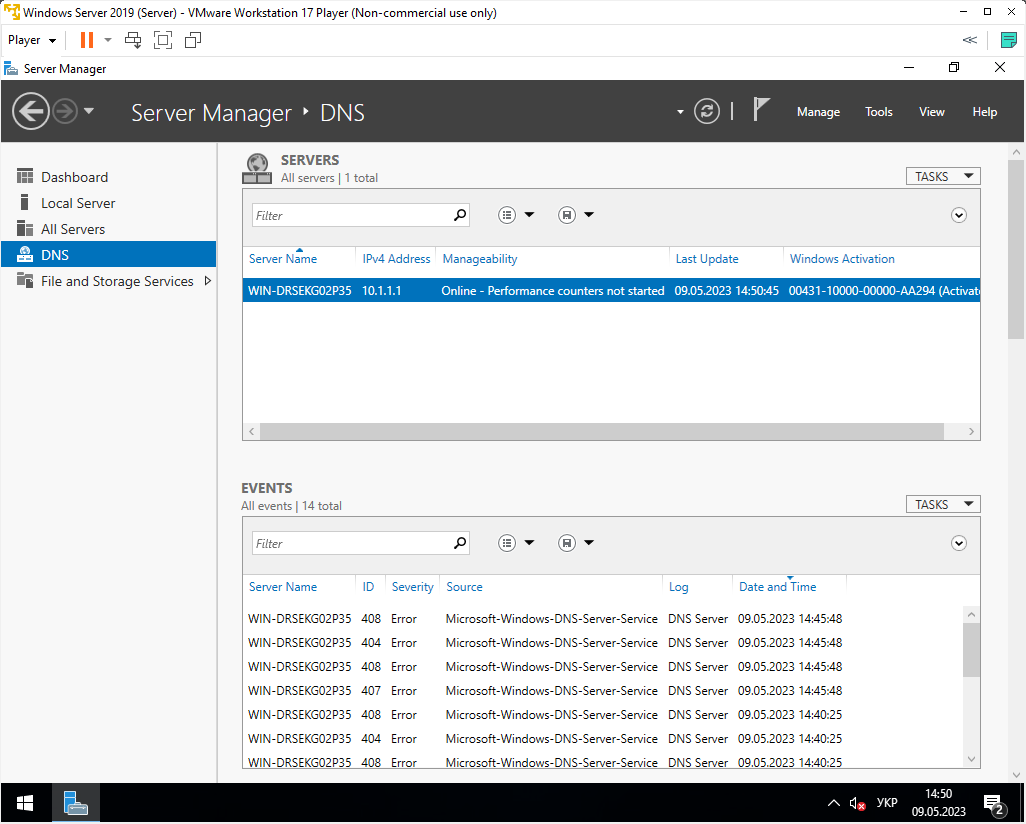 Windows Server 2019 (Server) - VMware Workstation 17 Player (Non-commercial use only)
Player
Server Manager
Server Manager DNS
Manage Tools View Help
Dashboard
Local Server
All Servers
DNS
File and Storage Services
SERVERS
All servers | 1 total
TASKS
Filter
Server Name IPv4 Address Manageability Last Update Windows Activation
WIN-DRSEKG02P35 10.1.1.1 Online - Performance counters not started 09.05.2023 14:50:45 00431-10000-00000-AA294 (Activate
EVENTS
All events | 14 total
TASKS
Filter
Server Name ID Severity Source Log Date and Time
WIN-DRSEKG02P35 408 Error Microsoft-Windows-DNS-Server-Service DNS Server 09.05.2023 14:45:48
WIN-DRSEKG02P35 404 Error Microsoft-Windows-DNS-Server-Service DNS Server 09.05.2023 14:45:48
WIN-DRSEKG02P35 408 Error Microsoft-Windows-DNS-Server-Service DNS Server 09.05.2023 14:45:48
WIN-DRSEKG02P35 407 Error Microsoft-Windows-DNS-Server-Service DNS Server 09.05.2023 14:45:48
WIN-DRSEKG02P35 408 Error Microsoft-Windows-DNS-Server-Service DNS Server 09.05.2023 14:40:25
WIN-DRSEKG02P35 404 Error Microsoft-Windows-DNS-Server-Service DNS Server 09.05.2023 14:40:25
WIN-DRSEKG02P35 408 Error Microsoft-Windows-DNS-Server-Service DNS Server 09.05.2023 14:40:25
УКР
14:50
09.05.2023
2